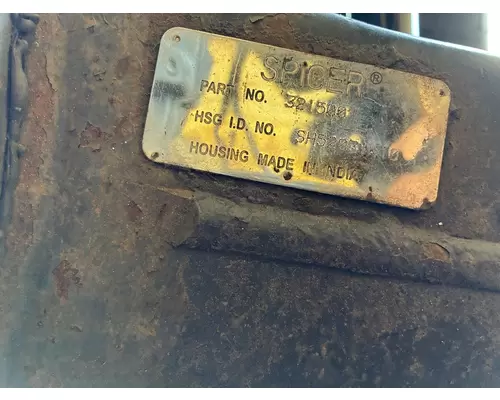 SPICER®
PART NO.
HSG I.D. NO.
HOUSING MADE IN INDIA